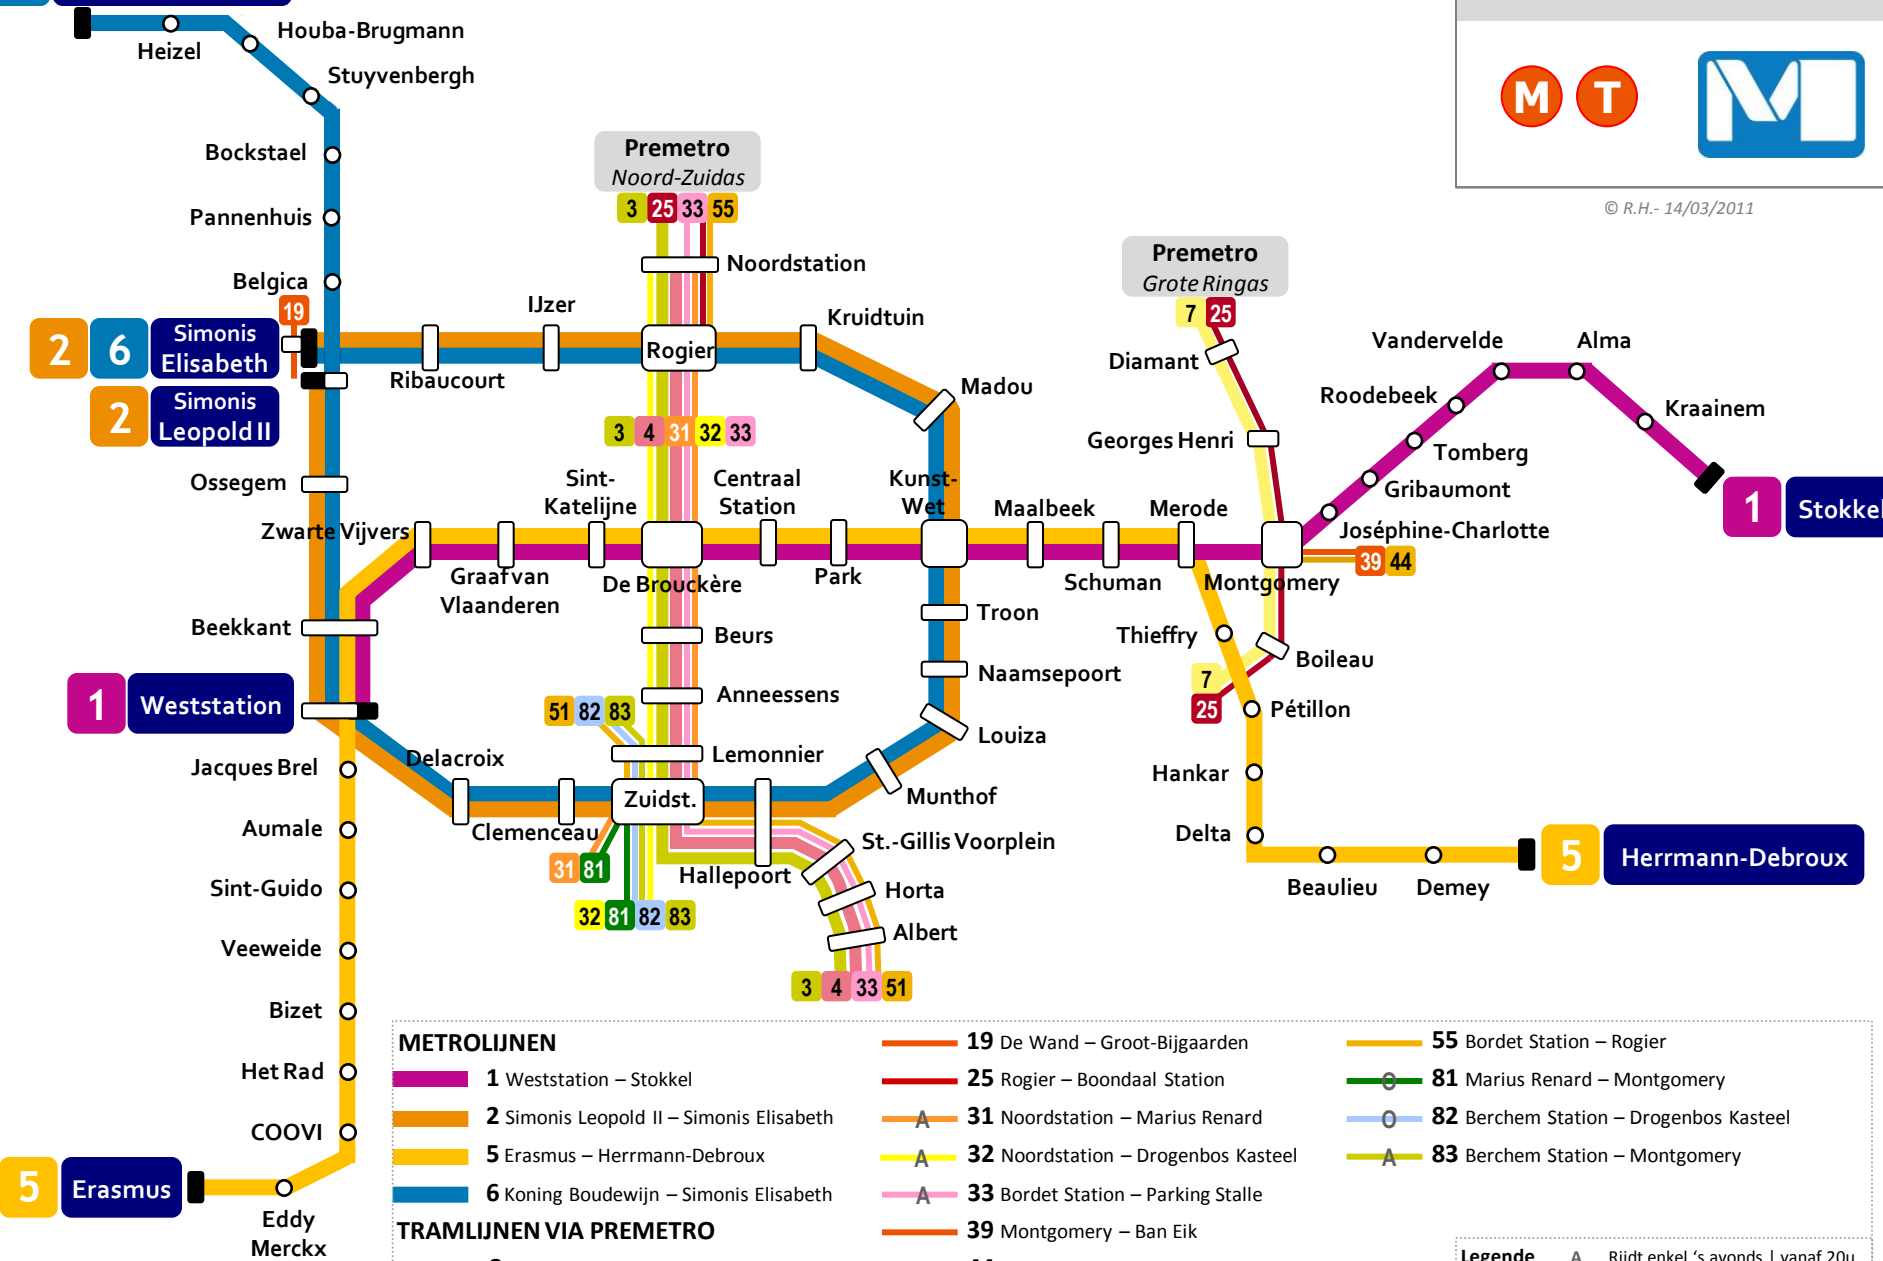 Heizel
Houba-Brugmann
Stuyvenbergh
Bockstael
Pannenhuis
Belgica
19
2 6 Simonis
Elisabeth
2 Simonis
Leopold II
Ossegem
Zwarte Vijvers
Beekkant
1 Weststation
Jacques Brel
Aumale
Sint-Guido
Veeweide
Bizet
Het Rad
COOVI
5 Erasmus
Eddy
Merckx
Premetro
Noord-Zuidas
3 25 33 55
Noordstation
IJzer
Ribaucourt
Rogier
Kruidtuin
Madou
3 4 31 32 33
Sint-
Katelijne
Centraal
Station
Kunst-
Wet
Graaf van
Vlaanderen
De Brouckère
Park
Maalbeek
Schuman
Merode
Montgomery
Beurs
Anneessens
Lemonnier
51 82 83
Zuidst.
Delacroix
Clemenceau
31 81
32 81 82 83
Hallepoort
Troon
Naamsepoort
Louiza
Munthof
St.-Gillis Voorplein
Horta
Albert
3 4 33 51
Premetro
Grote Ringas
7 25
Diamant
Georges Henri
39 44
Boileau
7
25
Thieffry
Pétillon
Hankar
Delta
Beaulieu
Demey
5 Herrmann-Debroux
Joséphine-Charlotte
Gribaumont
Tomberg
Roodebeek
Vandervelde
Alma
Kraainem
1 Stokkel
M T M
© R.H.- 14/03/2011
METROLIJNEN
1 Weststation – Stokkel
2 Simonis Leopold II – Simonis Elisabeth
5 Erasmus – Herrmann-Debroux
6 Koning Boudewijn – Simonis Elisabeth
TRAMLIJNEN VIA PREMETRO
19 De Wand – Groot-Bijgaarden
25 Rogier – Boondaal Station
A 31 Noordstation – Marius Renard
A 32 Noordstation – Drogenbos Kasteel
A 33 Bordet Station – Parking Stalle
39 Montgomery – Ban Eik
55 Bordet Station – Rogier
O 81 Marius Renard – Montgomery
O 82 Berchem Station – Drogenbos Kasteel
A 83 Berchem Station – Montgomery
Legende A Rijdt enkel ‘s avonds | vanaf 20u